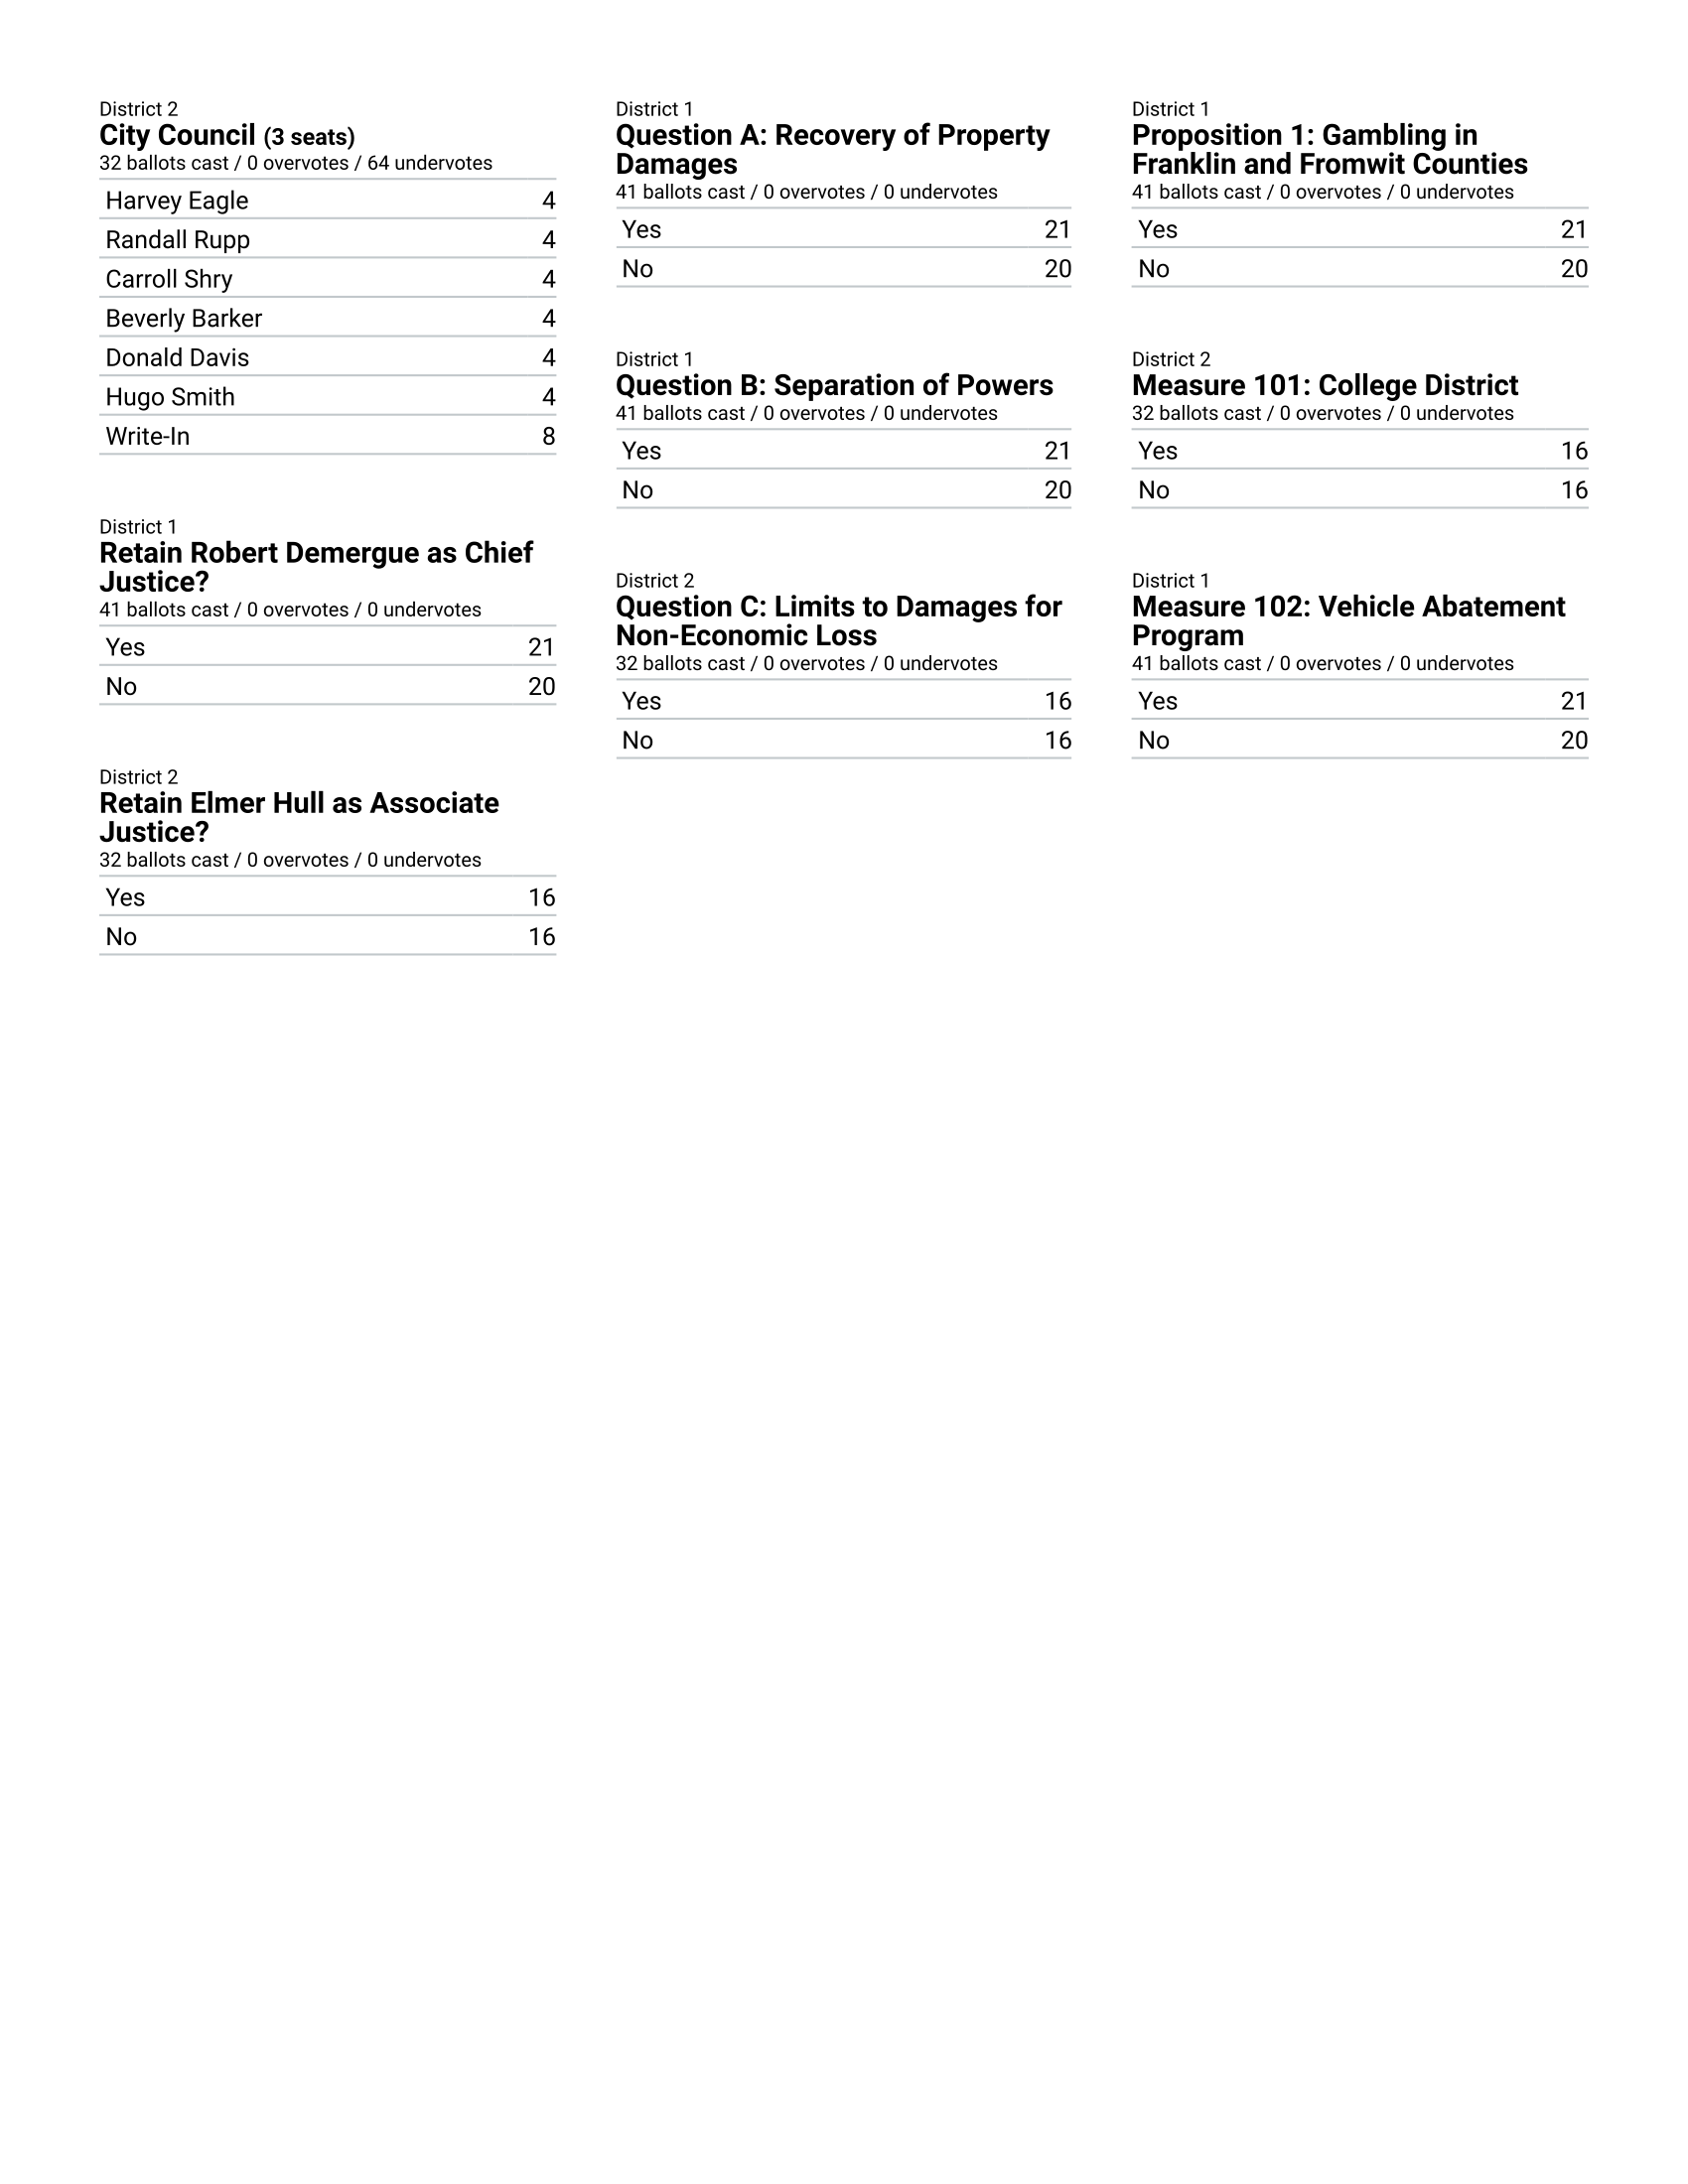 District 2
City Council (3 seats)
32 ballots cast / 0 overvotes / 64 undervotes
Harvey Eagle 4
Randall Rupp 4
Carroll Shry 4
Beverly Barker 4
Donald Davis 4
Hugo Smith 4
Write-In 8
District 1
Retain Robert Demergue as Chief
Justice?
41 ballots cast / 0 overvotes / 0 undervotes
Yes 21
No 20
District 2
Retain Elmer Hull as Associate
Justice?
32 ballots cast / 0 overvotes / 0 undervotes
Yes 16
No 16
District 1
Question A: Recovery of Property
Damages
41 ballots cast / 0 overvotes / 0 undervotes
Yes 21
No 20
District 1
Question B: Separation of Powers
41 ballots cast / 0 overvotes / 0 undervotes
Yes 21
No 20
District 2
Question C: Limits to Damages for
Non-Economic Loss
32 ballots cast / 0 overvotes / 0 undervotes
Yes 16
No 16
District 1
Proposition 1: Gambling in
Franklin and Fromwit Counties
41 ballots cast / 0 overvotes / 0 undervotes
Yes 21
No 20
District 2
Measure 101: College District
32 ballots cast / 0 overvotes / 0 undervotes
Yes 16
No 16
District 1
Measure 102: Vehicle Abatement
Program
41 ballots cast / 0 overvotes / 0 undervotes
Yes 21
No 20